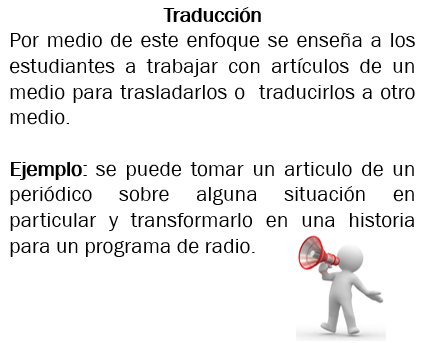 Traducción
Por medio de este enfoque se enseña a los
estudiantes a trabajar con artículos de un
medio para trasladarlos o traducirlos a otro
medio.
Ejemplo: se puede tomar un articulo de un
periódico sobre alguna situación en
particular y transformarlo en una historia
para un programa de radio.